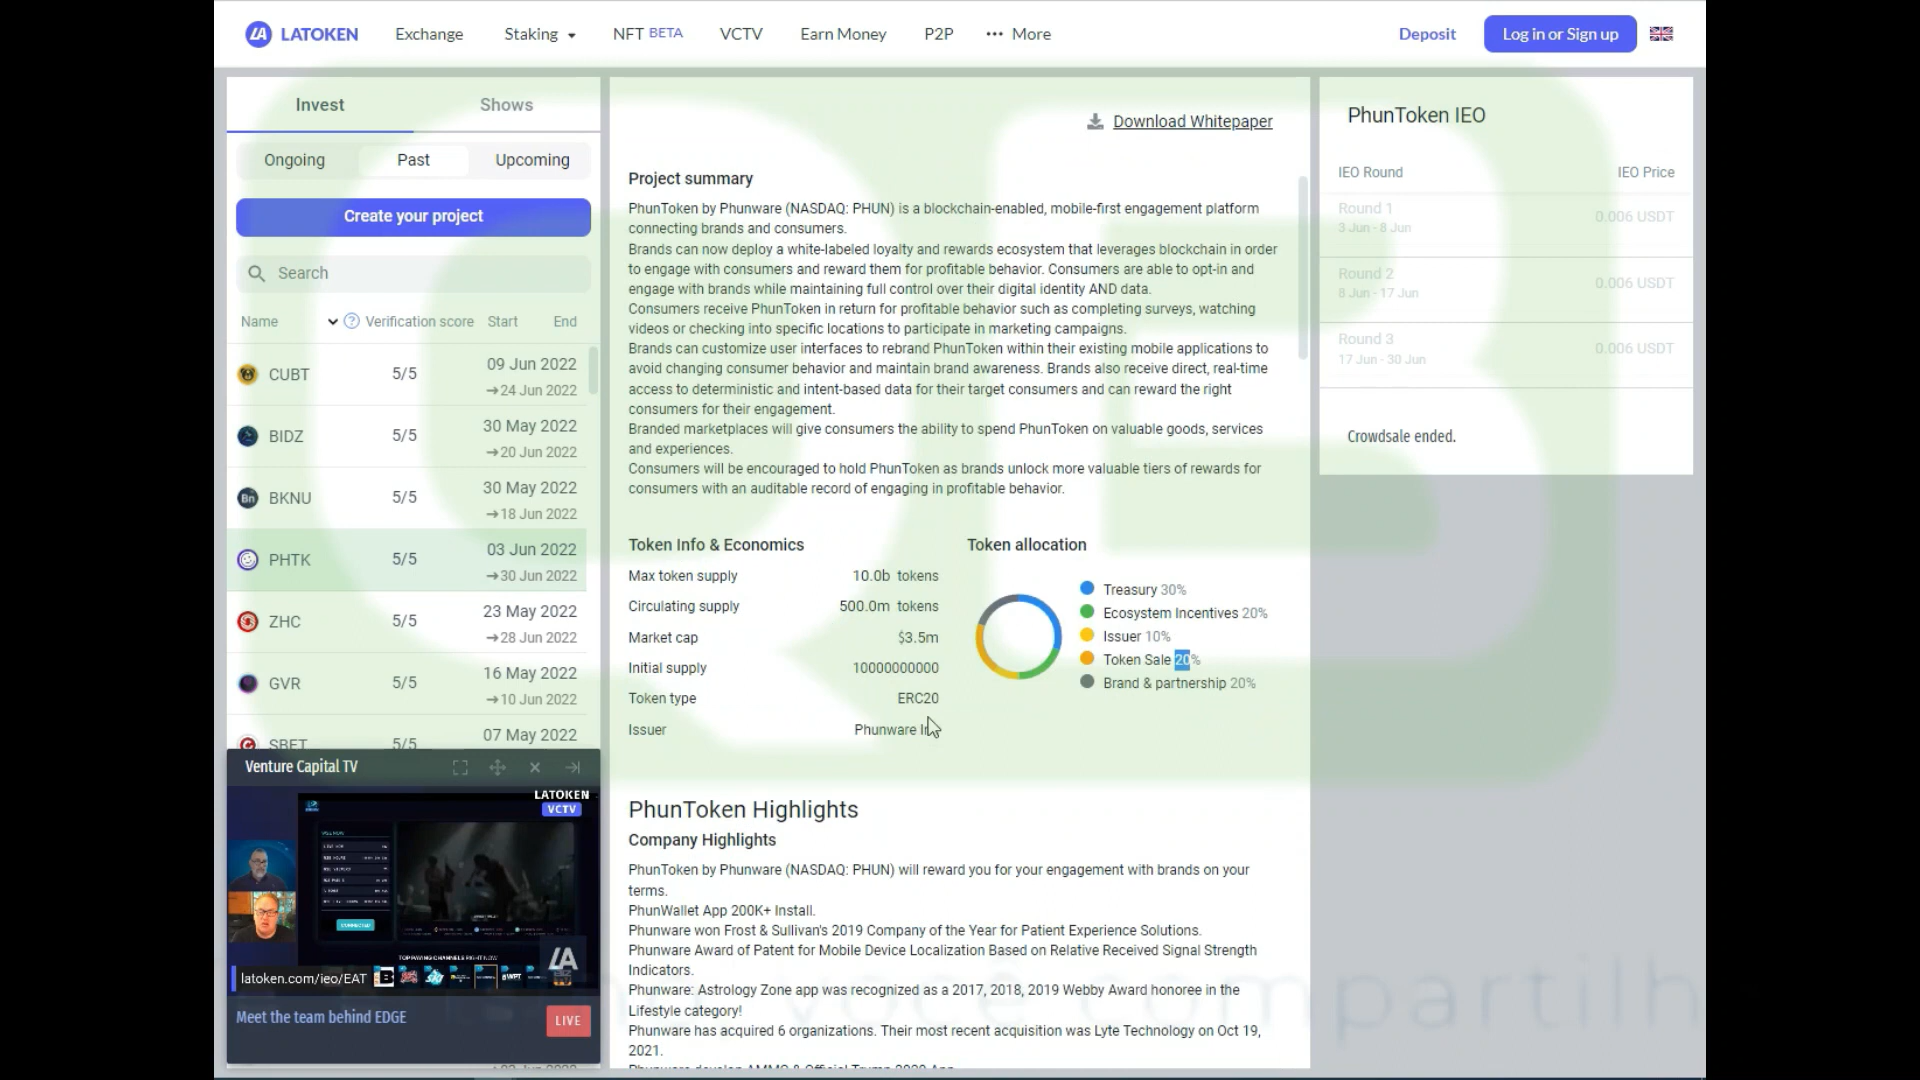 LATOKEN
Exchange
Staking
NFT BETA
VCTV
Earn Money
P2P
More
Deposit
Log in or Sign up
Invest
Shows
Ongoing
Past
Upcoming
Create your project
Search
Name
Verification score
Start
End
CUBT 5/5 09 Jun 2022
→24 Jun 2022
BIDZ 5/5 30 May 2022
→20 Jun 2022
BKNU 5/5 30 May 2022
→18 Jun 2022
PHTK 5/5 03 Jun 2022
→30 Jun 2022
ZHC 5/5 23 May 2022
→28 Jun 2022
GVR 5/5 16 May 2022
→10 Jun 2022
SBET 5/5 07 May 2022
Venture Capital TV
LATOKEN
VCTV
CONNECTED
TOP PAYING CHANNELS RIGHT NOW
latoken.com/ieo/EAT
Meet the team behind EDGE
LIVE
Download Whitepaper
Project summary
PhunToken by Phunware (NASDAQ: PHUN) is a blockchain-enabled, mobile-first engagement platform
connecting brands and consumers.
Brands can now deploy a white-labeled loyalty and rewards ecosystem that leverages blockchain in order
to engage with consumers and reward them for profitable behavior. Consumers are able to opt-in and
engage with brands while maintaining full control over their digital identity AND data.
Consumers receive PhunToken in return for profitable behavior such as completing surveys, watching
videos or checking into specific locations to participate in marketing campaigns.
Brands can customize user interfaces to rebrand PhunToken within their existing mobile applications to
avoid changing consumer behavior and maintain brand awareness. Brands also receive direct, real-time
access to deterministic and intent-based data for their target consumers and can reward the right
consumers for their engagement.
Branded marketplaces will give consumers the ability to spend PhunToken on valuable goods, services
and experiences.
Consumers will be encouraged to hold PhunToken as brands unlock more valuable tiers of rewards for
consumers with an auditable record of engaging in profitable behavior.
Token Info & Economics
Max token supply 10.0b tokens
Circulating supply 500.0m tokens
Market cap $3.5m
Initial supply 10000000000
Token type ERC20
Issuer Phunware
Token allocation
Treasury 30%
Ecosystem Incentives 20%
Issuer 10%
Token Sale 20%
Brand & partnership 20%
PhunToken Highlights
Company Highlights
PhunToken by Phunware (NASDAQ: PHUN) will reward you for your engagement with brands on your
terms.
PhunWallet App 200K+ Install.
Phunware won Frost & Sullivan's 2019 Company of the Year for Patient Experience Solutions.
Phunware Award of Patent for Mobile Device Localization Based on Relative Received Signal Strength
Indicators.
Phunware: Astrology Zone app was recognized as a 2017, 2018, 2019 Webby Award honoree in the
Lifestyle category!
Phunware has acquired 6 organizations. Their most recent acquisition was Lyte Technology on Oct 19,
2021.
PhunToken IEO
IEO Round IEO Price
Round 1 0.006 USDT
3 Jun - 8 Jun
Round 2 0.006 USDT
8 Jun - 17 Jun
Round 3 0.006 USDT
17 Jun - 30 Jun
Crowdsale ended.
você compartilh